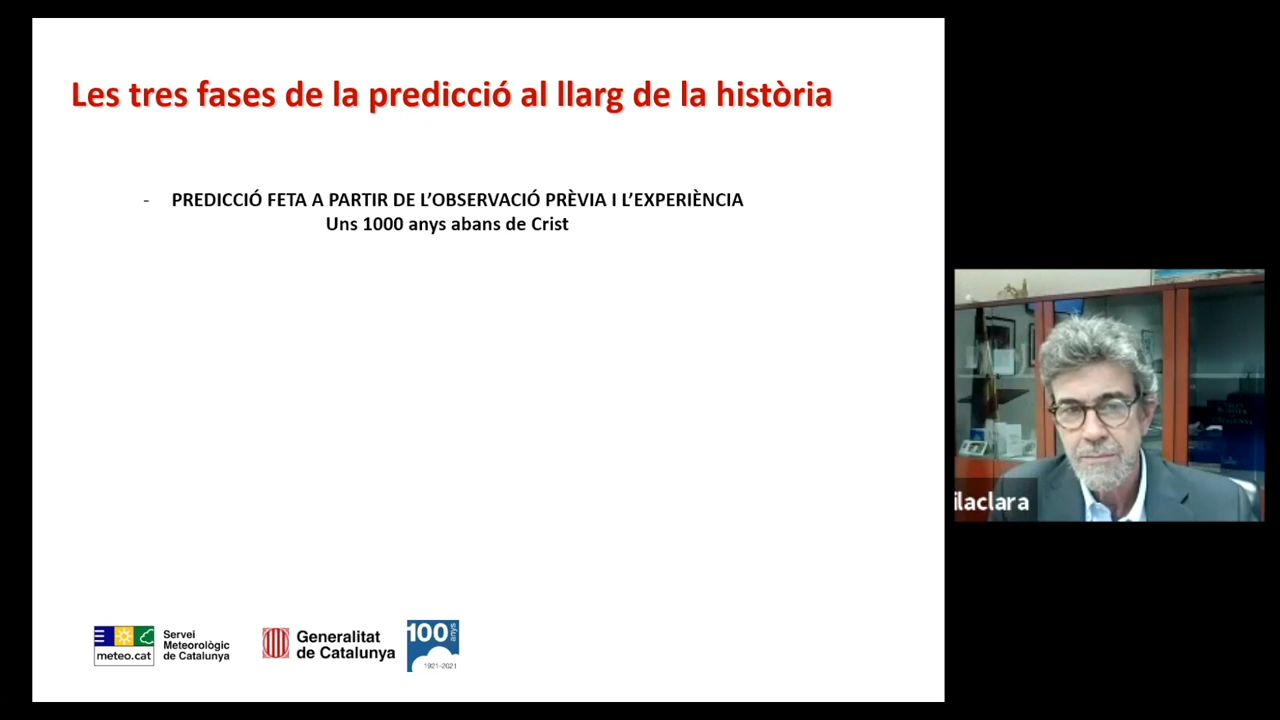 Les tres fases de la predicció al llarg de la història
- PREDICCIÓ FETA A PARTIR DE L’OBSERVACIÓ PRÈVIA I L’EXPERIÈNCIA
Uns 1000 anys abans de Crist
meteo.cat
Servei
Meteorològic
de Catalunya
Generalitat
de Catalunya
100 anys
1921-2021
ilaclara